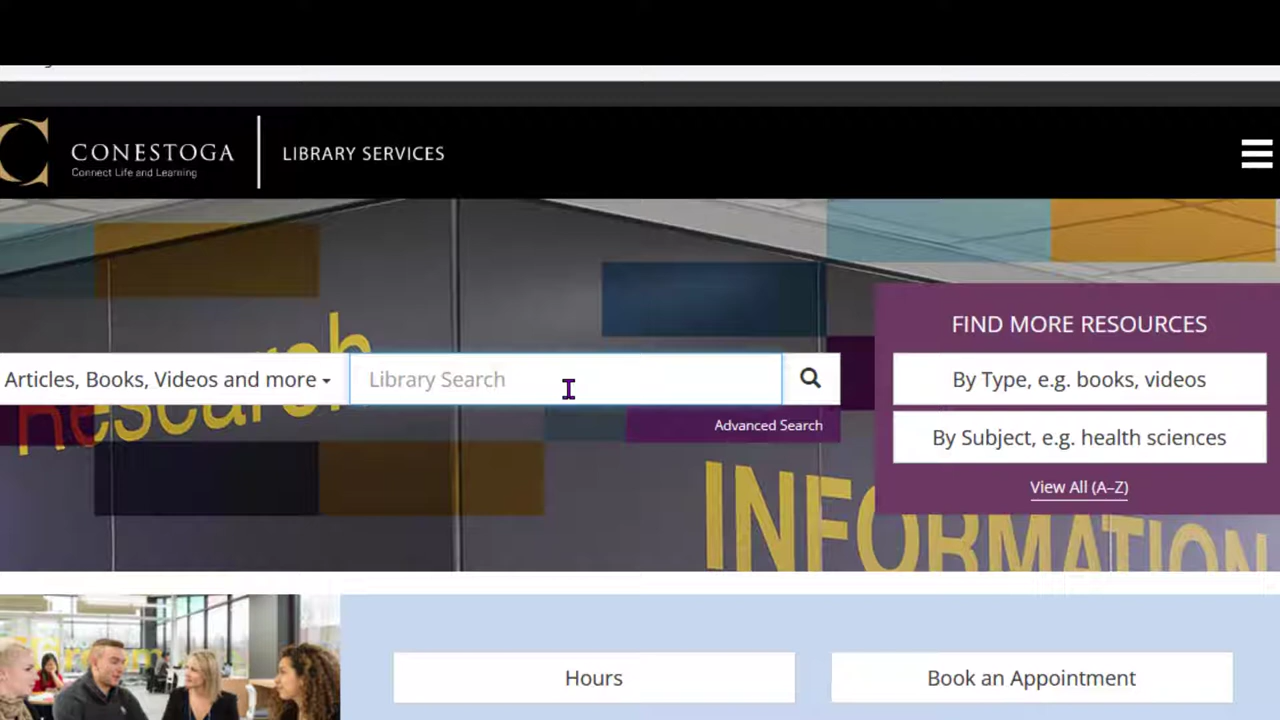 CONESTOGA
Connect Life and Learning
LIBRARY SERVICES
Research
FIND MORE RESOURCES
Articles, Books, Videos and more
Library Search
By Type, e.g. books, videos
Advanced Search
By Subject, e.g. health sciences
View All (A–Z)
INFORMATION
Hours
Book an Appointment